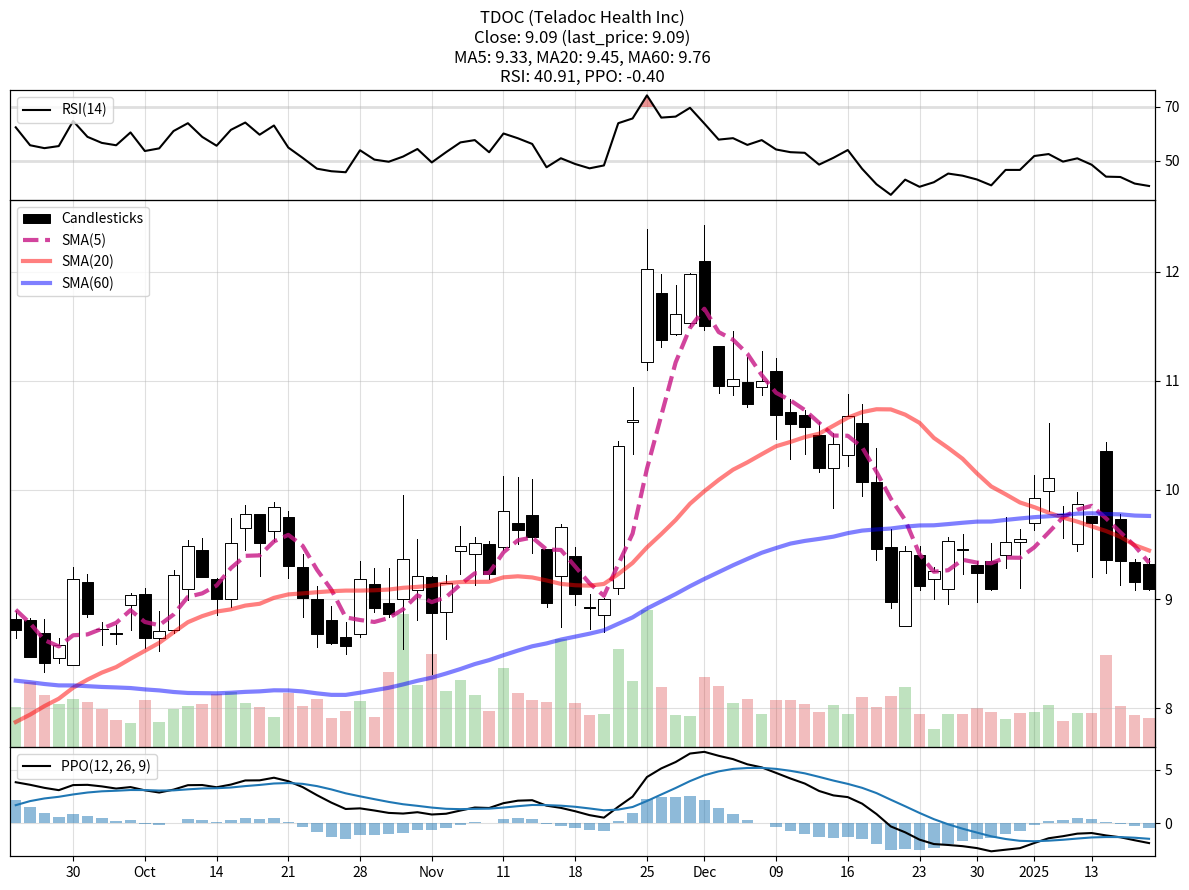 TDOC (Teladoc Health Inc)
Close: 9.09 (last_price: 9.09)
MA5: 9.33, MA20: 9.45, MA60: 9.76
RSI: 40.91, PPO: -0.40
RSI(14)
70
50
Candlesticks
SMA(5)
SMA(20)
SMA(60)
12
11
10
9
8
PPO(12, 26, 9)
5
0
30 Oct 14 21 28 Nov 11 18 25 Dec 09 16 23 30 2025 13